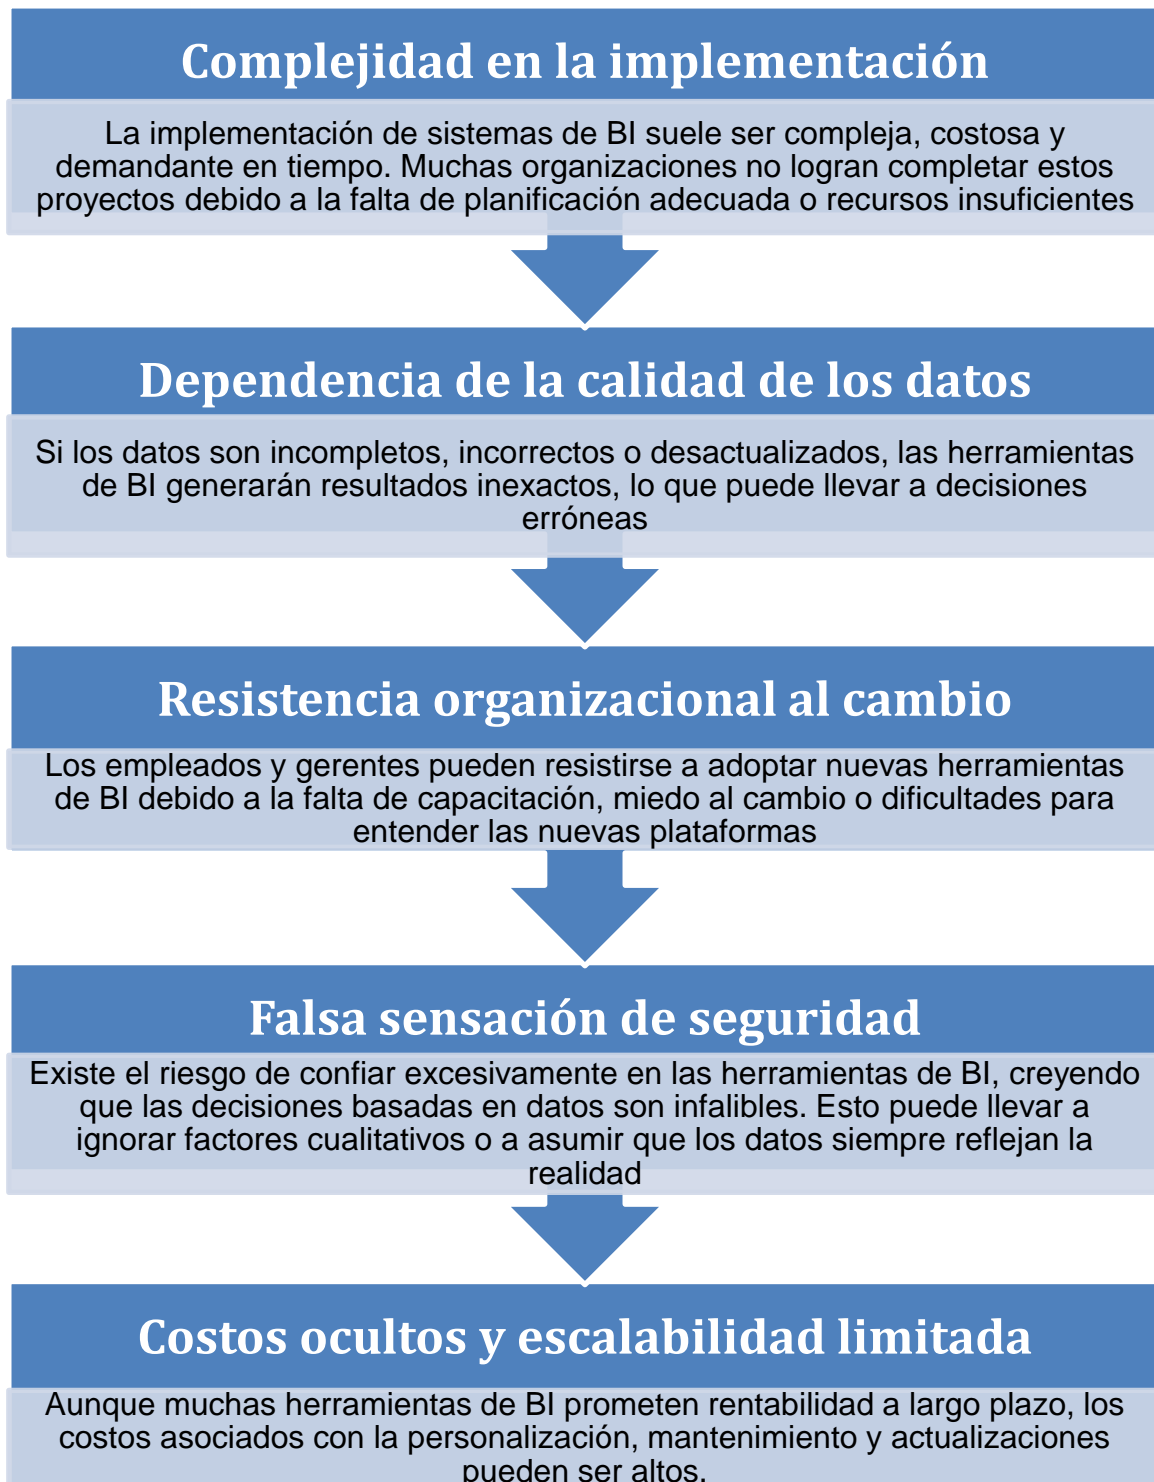 Complejidad en la implementación
La implementación de sistemas de BI suele ser compleja, costosa y
demandante en tiempo. Muchas organizaciones no logran completar estos
proyectos debido a la falta de planificación adecuada o recursos insuficientes
Dependencia de la calidad de los datos
Si los datos son incompletos, incorrectos o desactualizados, las herramientas
de BI generarán resultados inexactos, lo que puede llevar a decisiones
erróneas
Resistencia organizacional al cambio
Los empleados y gerentes pueden resistirse a adoptar nuevas herramientas
de BI debido a la falta de capacitación, miedo al cambio o dificultades para
entender las nuevas plataformas
Falsa sensación de seguridad
Existe el riesgo de confiar excesivamente en las herramientas de BI, creyendo
que las decisiones basadas en datos son infalibles. Esto puede llevar a
ignorar factores cualitativos o a asumir que los datos siempre reflejan la
realidad
Costos ocultos y escalabilidad limitada
Aunque muchas herramientas de BI prometen rentabilidad a largo plazo, los
costos asociados con la personalización, mantenimiento y actualizaciones
pueden ser altos.